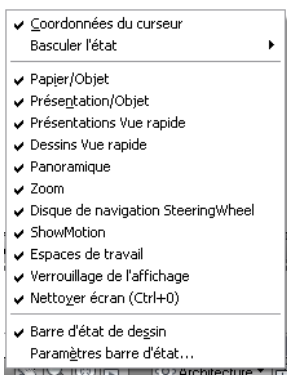 Coordonnées du curseur
Basculer l'état
Papier/Objet
Présentation/Objet
Présentations Vue rapide
Dessins Vue rapide
Panoramique
Zoom
Disque de navigation SteeringWheel
ShowMotion
Espaces de travail
Verrouillage de l'affichage
Nettoyer écran (Ctrl+0)
Barre d'état de dessin
Paramètres barre d'état...
Architecture